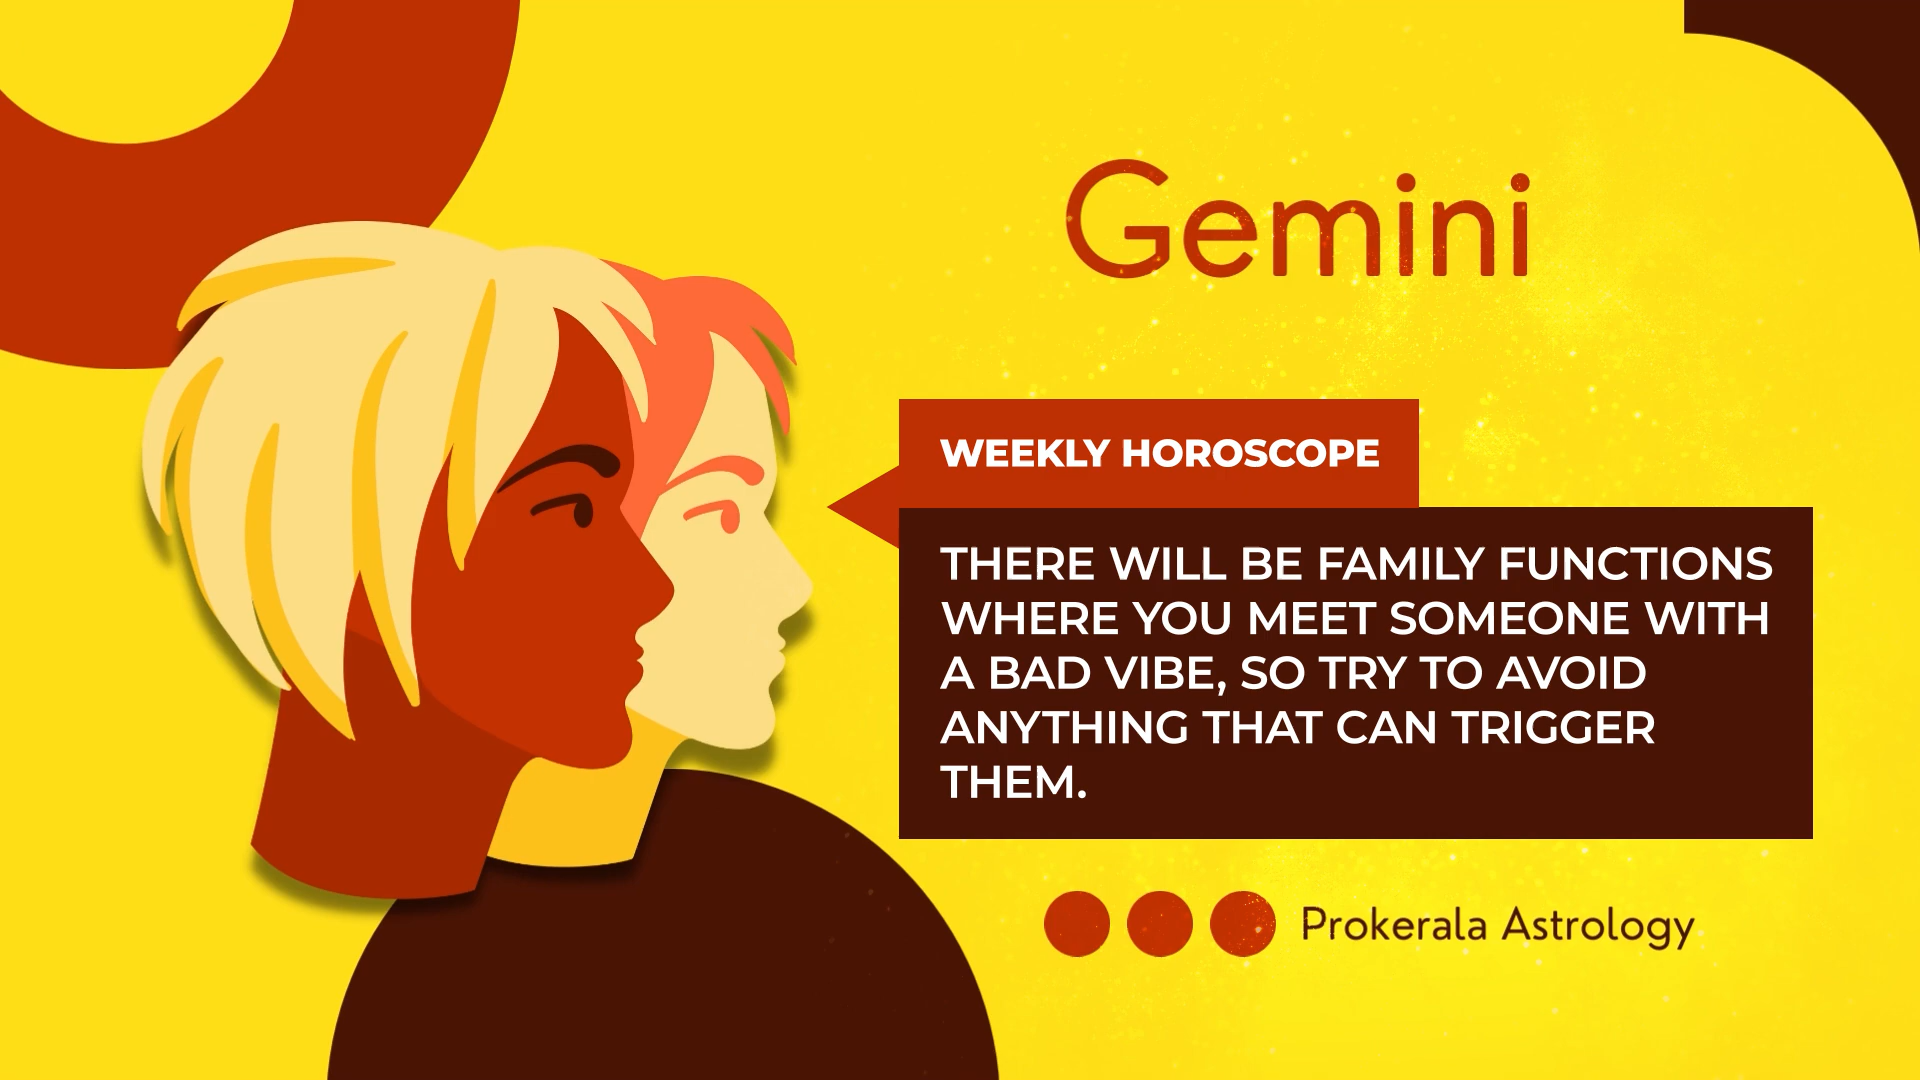 Gemini
WEEKLY HOROSCOPE
THERE WILL BE FAMILY FUNCTIONS
WHERE YOU MEET SOMEONE WITH
A BAD VIBE, SO TRY TO AVOID
ANYTHING THAT CAN TRIGGER
THEM.
Prokerala Astrology